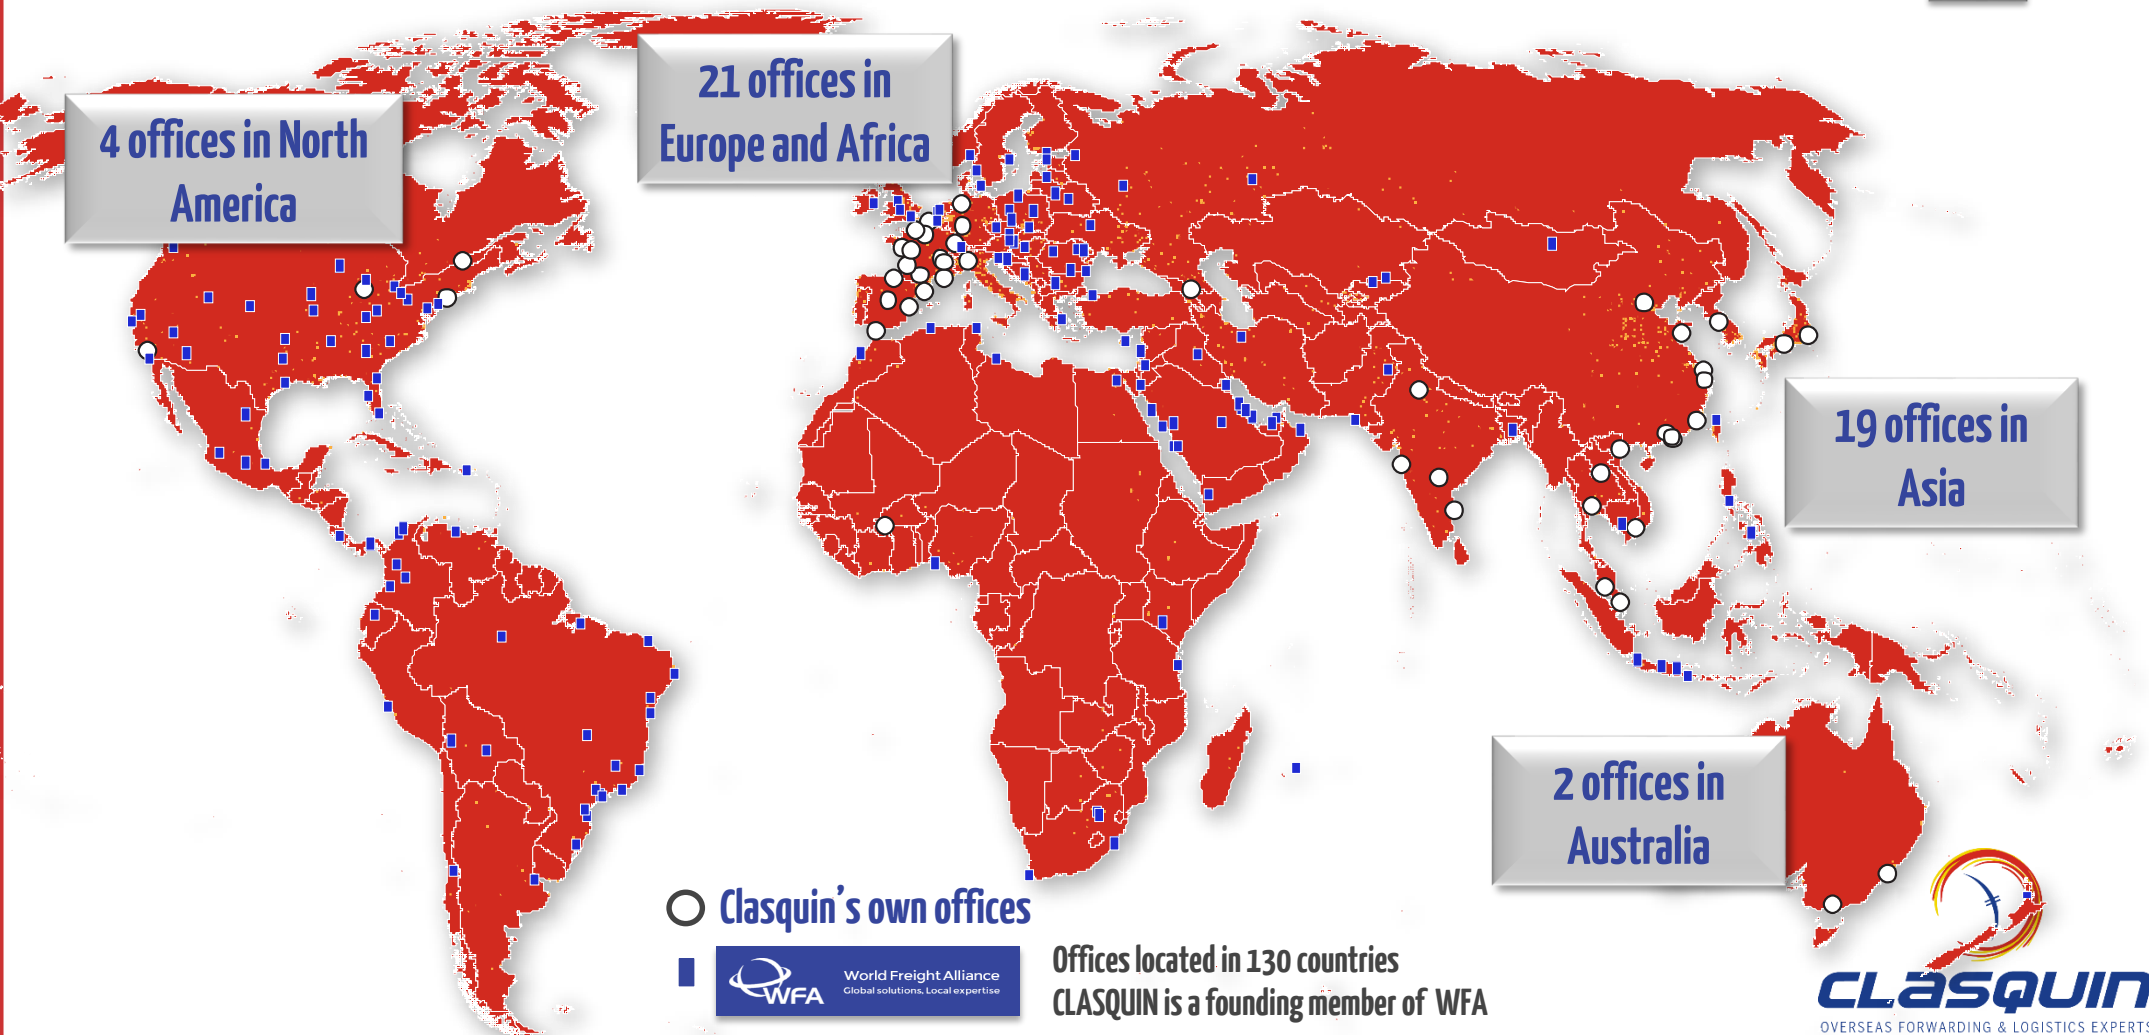 21 offices in
Europe and Africa
4 offices in North
America
19 offices in
Asia
2 offices in
Australia
Clasquin's own offices
WFA
World Freight Alliance
Global solutions, Local expertise
Offices located in 130 countries
CLASQUIN is a founding member of WFA
CLASQUIN
OVERSEAS FORWARDING & LOGISTICS EXPERTS